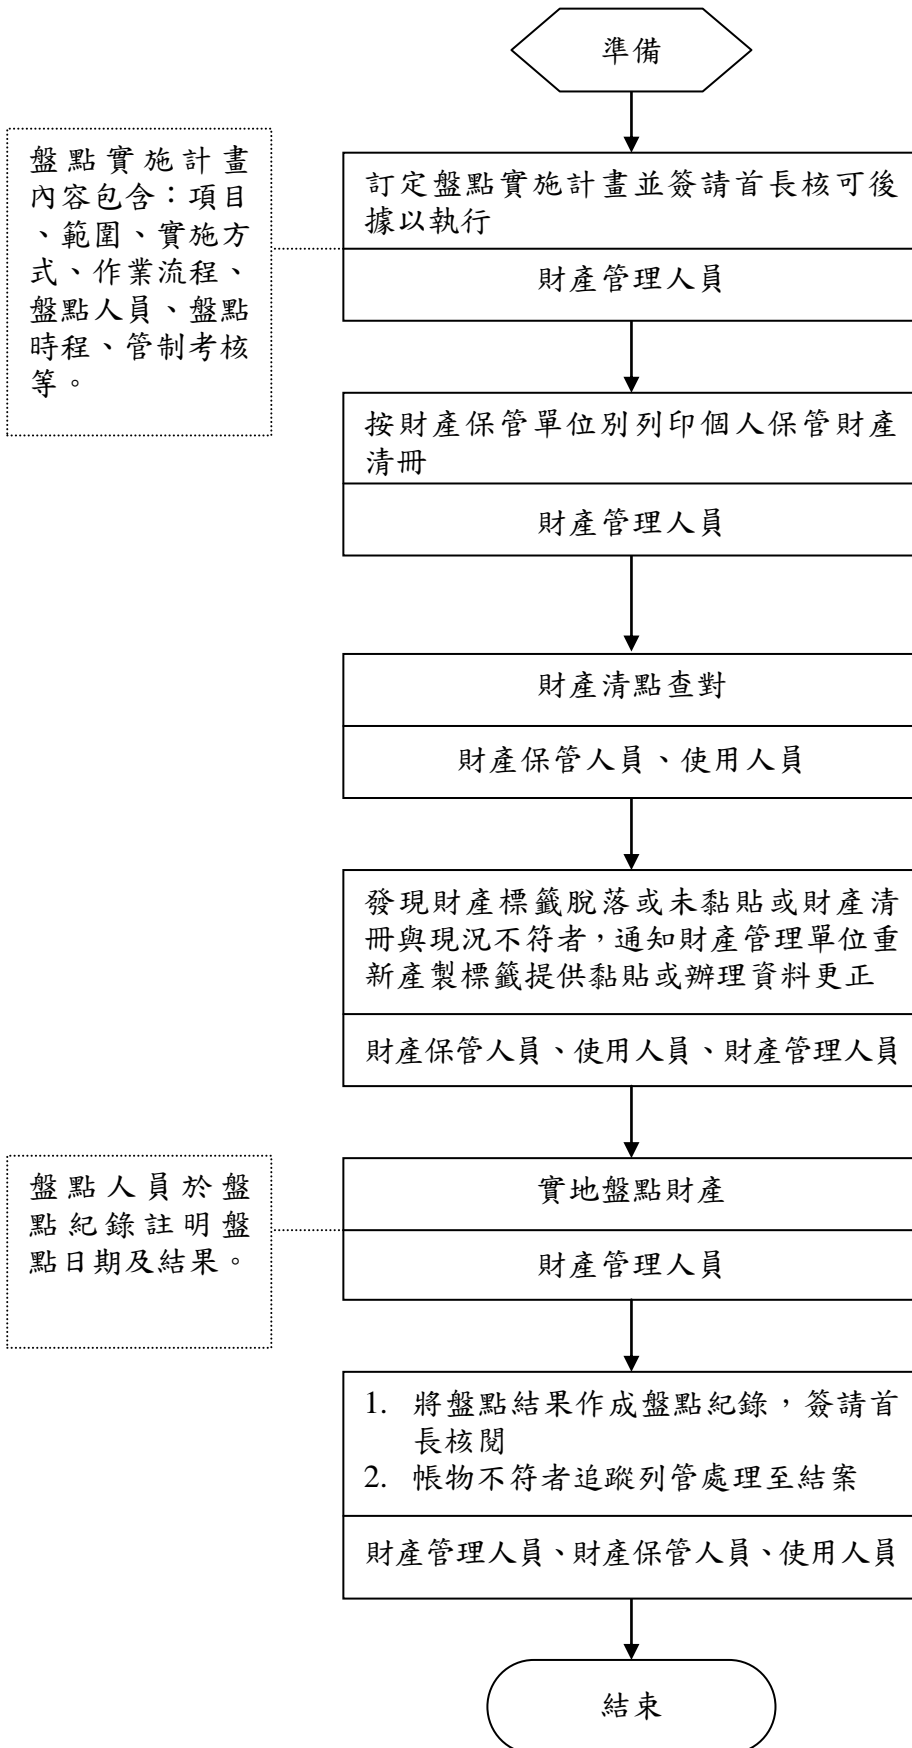 準備
盤點實施計畫
內容包含：項目
、範圍、實施方
式、作業流程、
盤點人員、盤點
時程、管制考核
等。
訂定盤點實施計畫並簽請首長核可後
據以執行
財產管理人員
按財產保管單位別列印個人保管財產
清冊
財產管理人員
財產清點查對
財產保管人員、使用人員
發現財產標籤脫落或未黏貼或財產清
冊與現況不符者，通知財產管理單位重
新產製標籤提供黏貼或辦理資料更正
財產保管人員、使用人員、財產管理人員
盤點人員於盤
點紀錄註明盤
點日期及結果。
實地盤點財產
財產管理人員
1. 將盤點結果作成盤點紀錄，簽請首
長核閱
2. 帳物不符者追蹤列管處理至結案
財產管理人員、財產保管人員、使用人員
結束